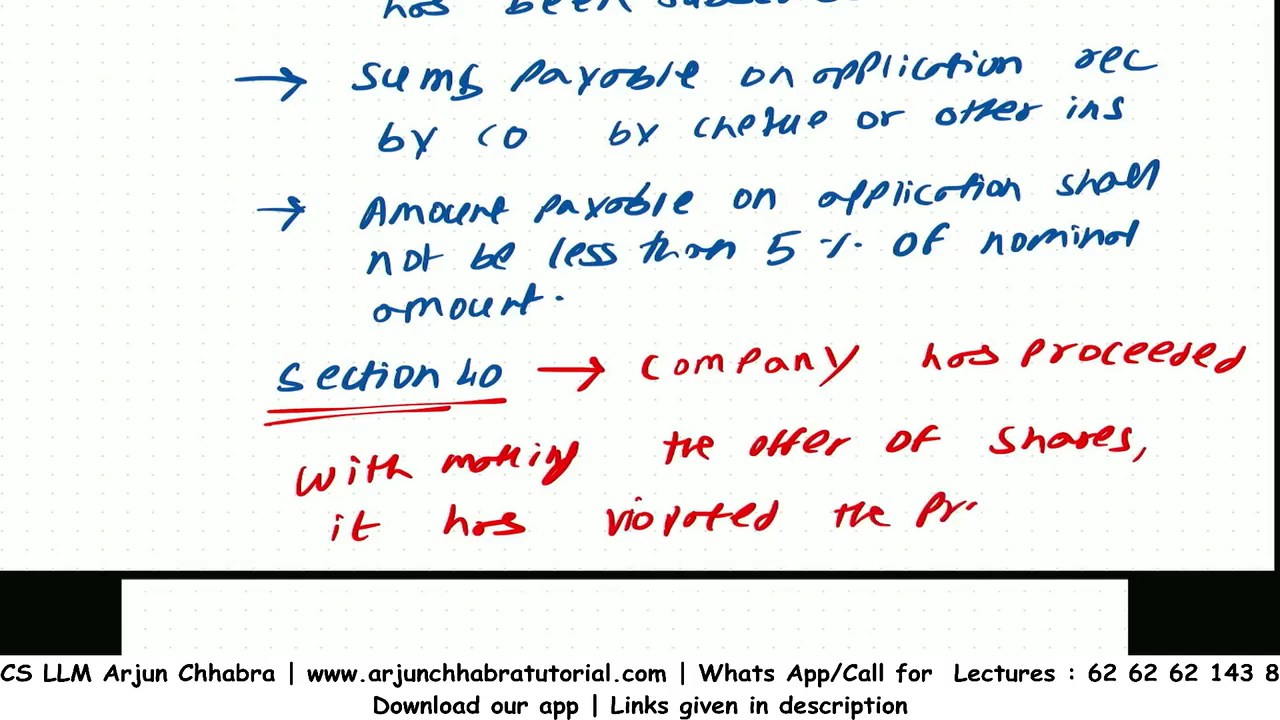 has been subsc
→ sums payable on application rec
by co by cheque or other ins
→ Amount payable on application shall
not be less than 5 % of nominal
amount.
Section 40 → Company has proceeded
with making the offer of shares,
it has violated the pr
CS LLM Arjun Chhabra | www.arjunchhabratutorial.com | Whats App/Call for Lectures : 62 62 62 143 8
Download our app | Links given in description